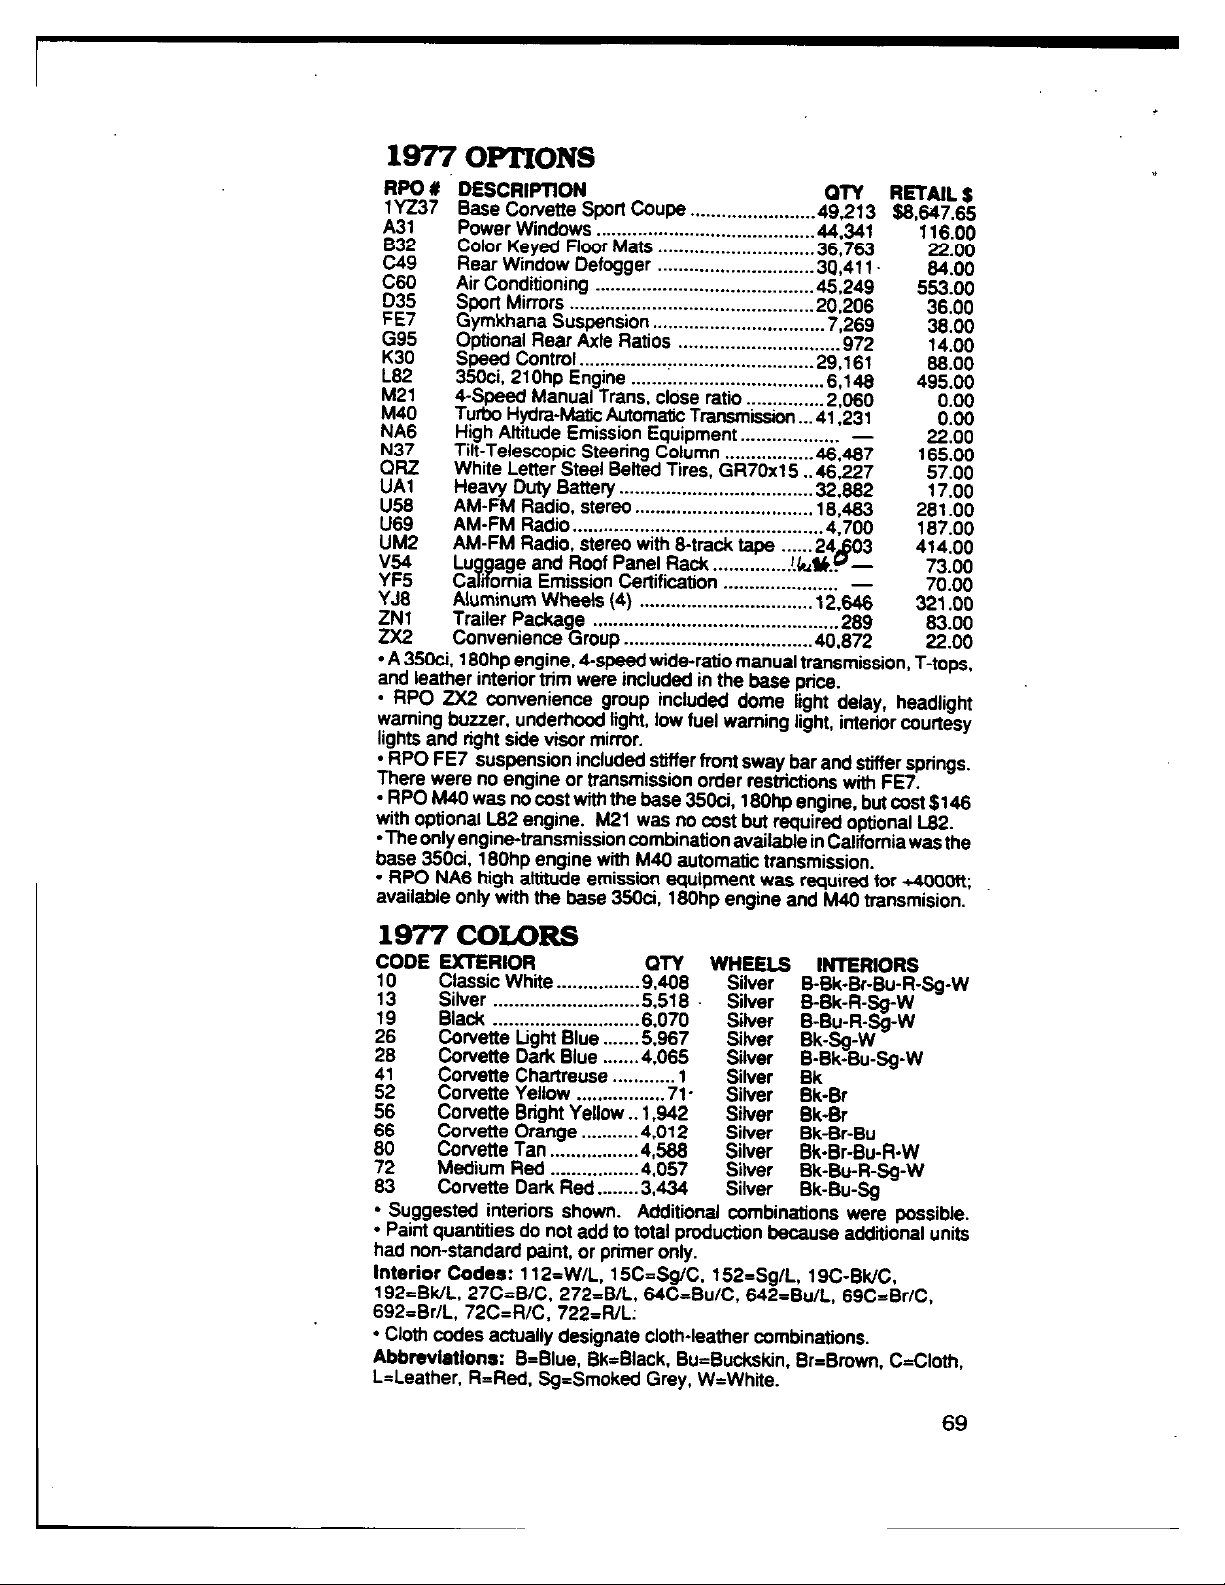 1977 OPTIONS
RPO # DESCRIPTION QTY RETAIL $
1YZ37 Base Corvette Sport Coupe ........................ 49,213 $8,647.65
A31 Power Windows .......................................... 44,341 116.00
B32 Color Keyed Floor Mats .............................. 36,763 22.00
C49 Rear Window Defogger .............................. 30,411 84.00
C60 Air Conditioning .......................................... 45,249 553.00
D35 Sport Mirrors ............................................... 20,206 36.00
FE7 Gymkhana Suspension ................................. 7,269 38.00
G95 Optional Rear Axle Ratios ............................... 972 14.00
K30 Speed Control ............................................. 29,161 88.00
L82 350ci, 210hp Engine ..................................... 6,148 495.00
M21 4-Speed Manual Trans, close ratio ............... 2,060 0.00
M40 Turbo Hydra-Matic Automatic Transmission ... 41,231 0.00
NA6 High Altitude Emission Equipment ................... — 22.00
N37 Tilt-Telescopic Steering Column ................. 46,487 165.00
QRZ White Letter Steel Belted Tires, GR70x15 .. 46,227 57.00
UA1 Heavy Duty Battery ..................................... 32,882 17.00
U58 AM-FM Radio, stereo .................................. 18,483 281.00
U69 AM-FM Radio ................................................ 4,700 187.00
UM2 AM-FM Radio, stereo with 8-track tape ...... 24,603 414.00
V54 Luggage and Roof Panel Rack ............... — 73.00
YF5 California Emission Certification ...................... — 70.00
YJ8 Aluminum Wheels (4) ................................. 12,646 321.00
ZN1 Trailer Package ............................................... 289 83.00
ZX2 Convenience Group .................................... 40,872 22.00
• A 350ci, 180hp engine, 4-speed wide-ratio manual transmission, T-tops,
and leather interior trim were included in the base price.
• RPO ZX2 convenience group included dome light delay, headlight
warning buzzer, underhood light, low fuel warning light, interior courtesy
lights and right side visor mirror.
• RPO FE7 suspension included stiffer front sway bar and stiffer springs.
There were no engine or transmission order restrictions with FE7.
• RPO M40 was no cost with the base 350ci, 180hp engine, but cost $146
with optional L82 engine. M21 was no cost but required optional L82.
• The only engine-transmission combination available in California was the
base 350ci, 180hp engine with M40 automatic transmission.
• RPO NA6 high altitude emission equipment was required for +4000ft;
available only with the base 350ci, 180hp engine and M40 transmision.
1977 COLORS
CODE EXTERIOR QTY WHEELS INTERIORS
10 Classic White ................ 9,408 Silver B-Bk-Br-Bu-R-Sg-W
13 Silver ............................ 5,518 Silver B-Bk-R-Sg-W
19 Black ............................ 6,070 Silver B-Bu-R-Sg-W
26 Corvette Light Blue ....... 5,967 Silver Bk-Sg-W
28 Corvette Dark Blue ....... 4,065 Silver B-Bk-Bu-Sg-W
41 Corvette Chartreuse ............ 1 Silver Bk
52 Corvette Yellow ................. 71 Silver Bk-Br
56 Corvette Bright Yellow .. 1,942 Silver Bk-Br
66 Corvette Orange ........... 4,012 Silver Bk-Br-Bu
80 Corvette Tan ................. 4,588 Silver Bk-Br-Bu-R-W
72 Medium Red ................. 4,057 Silver Bk-Bu-R-Sg-W
83 Corvette Dark Red ........ 3,434 Silver Bk-Bu-Sg
• Suggested interiors shown. Additional combinations were possible.
• Paint quantities do not add to total production because additional units
had non-standard paint, or primer only.
Interior Codes: 112=W/L, 15C=Sg/C, 152=Sg/L, 19C-Bk/C,
192=Bk/L, 27C=B/C, 272=B/L, 64C=Bu/C, 642=Bu/L, 69C=Br/C,
692=Br/L, 72C=R/C, 722=R/L.
• Cloth codes actually designate cloth-leather combinations.
Abbreviations: B=Blue, Bk=Black, Bu=Buckskin, Br=Brown, C=Cloth,
L=Leather, R=Red, Sg=Smoked Grey, W=White.
69